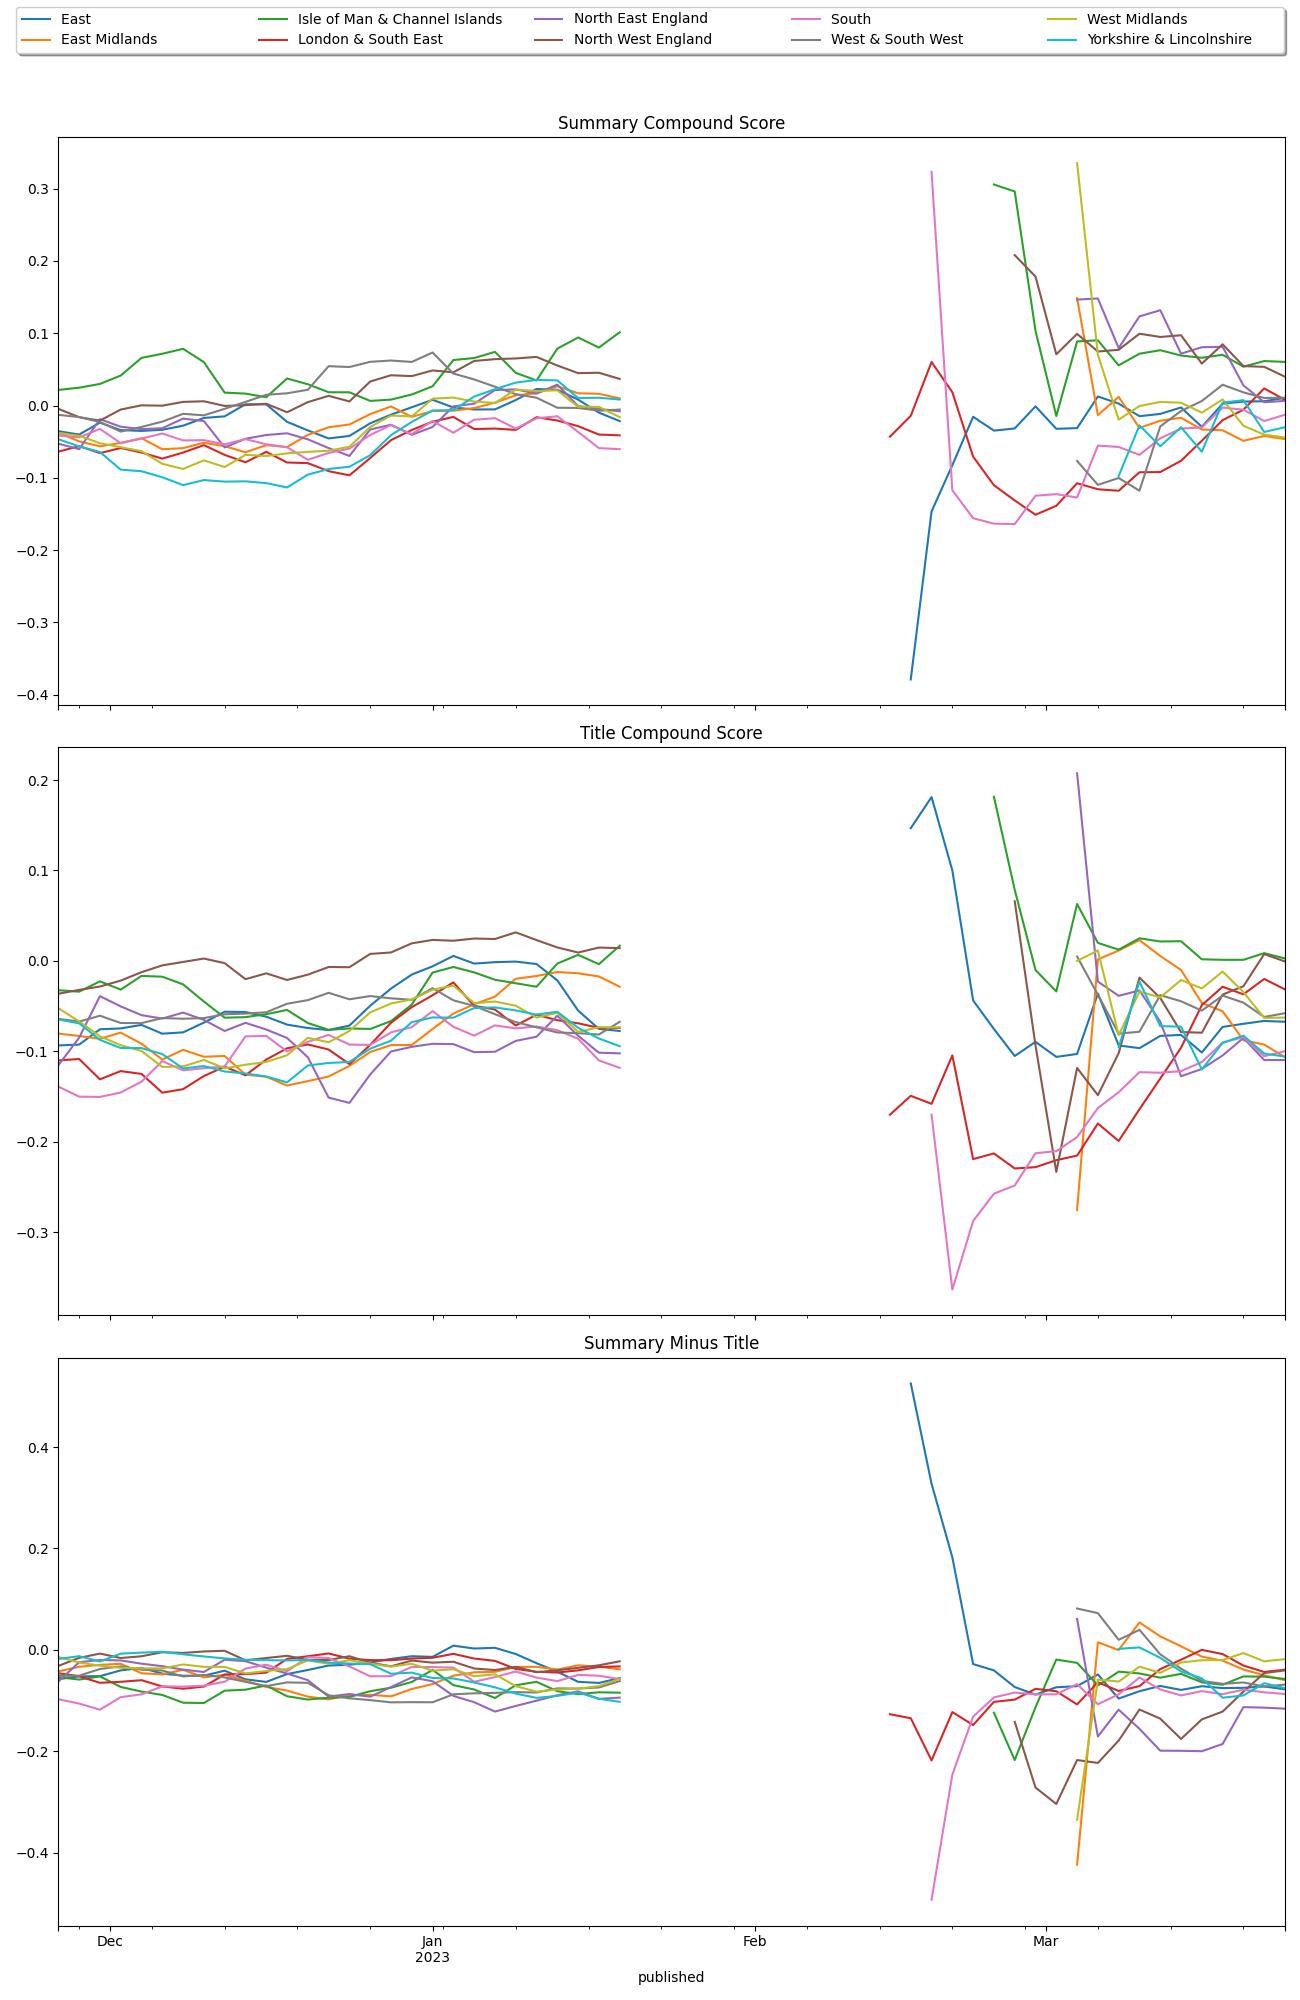 East
Isle of Man & Channel Islands
North East England
South
West Midlands
East Midlands
London & South East
North West England
West & South West
Yorkshire & Lincolnshire
Summary Compound Score
0.3
0.2
0.1
0.0
−0.1
−0.2
−0.3
−0.4
Title Compound Score
0.2
0.1
0.0
−0.1
−0.2
−0.3
Summary Minus Title
0.4
0.2
0.0
−0.2
−0.4
Dec
Jan
2023
Feb
Mar
published